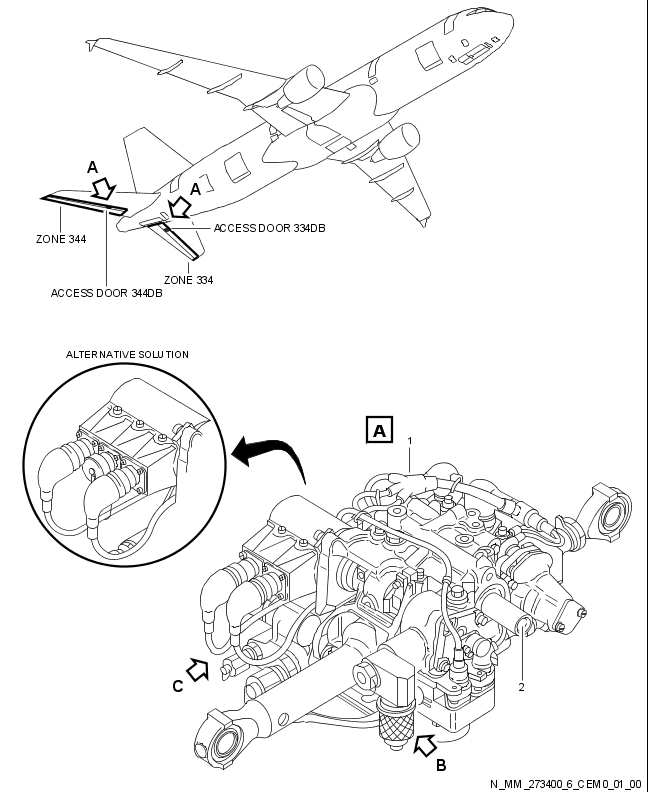 A
A
ACCESS DOOR 334DB
ZONE 344
ZONE 334
ACCESS DOOR 344DB
ALTERNATIVE SOLUTION
A
1
C
2
B
N_MM_273400_6_CEM0_01_00